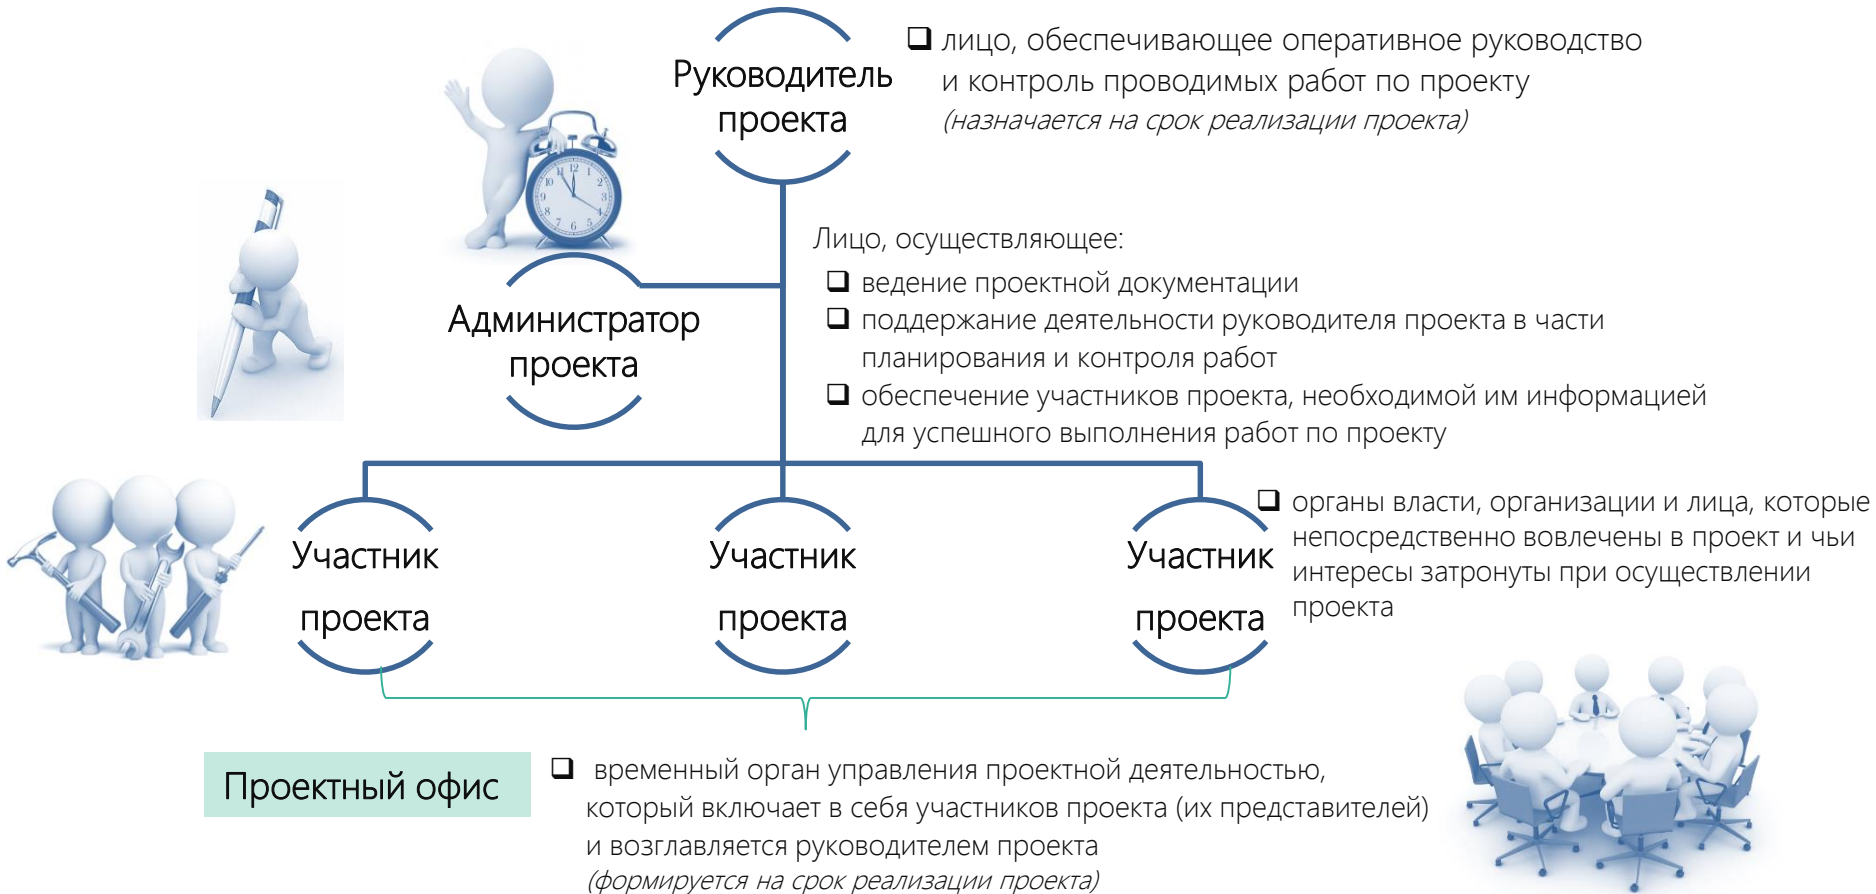 Руководитель
проекта
❑ лицо, обеспечивающее оперативное руководство
и контроль проводимых работ по проекту
(назначается на срок реализации проекта)
Администратор
проекта
Лицо, осуществляющее:
❑ ведение проектной документации
❑ поддержание деятельности руководителя проекта в части
планирования и контроля работ
❑ обеспечение участников проекта, необходимой им информацией
для успешного выполнения работ по проекту
Участник
проекта
Участник
проекта
Участник
проекта
❑ органы власти, организации и лица, которые
непосредственно вовлечены в проект и чьи
интересы затронуты при осуществлении
проекта
Проектный офис
❑ временный орган управления проектной деятельностью,
который включает в себя участников проекта (их представителей)
и возглавляется руководителем проекта
(формируется на срок реализации проекта)